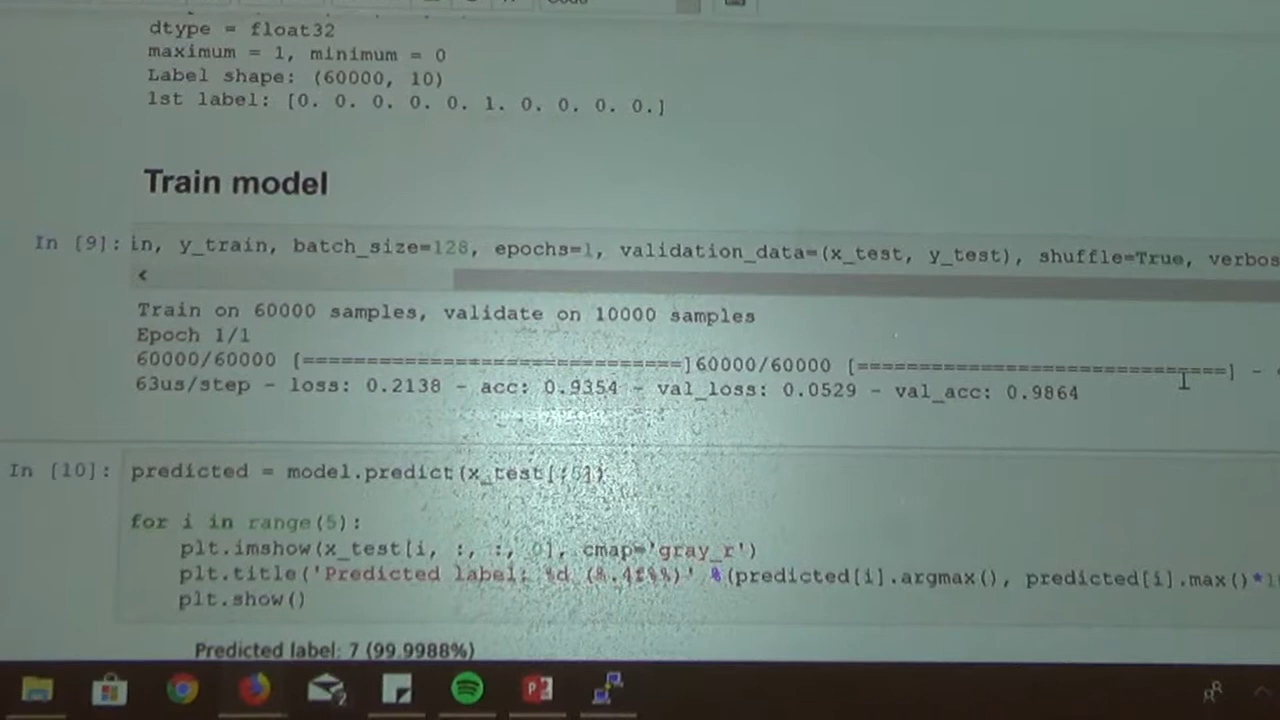 dtype = float32
maximum = 1, minimum = 0
Label shape: (60000, 10)
1st label: [0. 0. 0. 0. 0. 1. 0. 0. 0. 0.]
Train model
In [9]: in, y_train, batch_size=128, epochs=1, validation_data=(x_test, y_test), shuffle=True, verbos
Train on 60000 samples, validate on 10000 samples
Epoch 1/1
60000/60000 [==============================]60000/60000 [==============================] -
63us/step - loss: 0.2138 - acc: 0.9354 - val_loss: 0.0529 - val_acc: 0.9864
In [10]: predicted = model.predict(x_test[:5])
for i in range(5):
plt.imshow(x_test[i, :, :, 0], cmap='gray_r')
plt.title('Predicted label: %d (%.4f%%)' %(predicted[i].argmax(), predicted[i].max()*1
plt.show()
Predicted label: 7 (99.9988%)
2